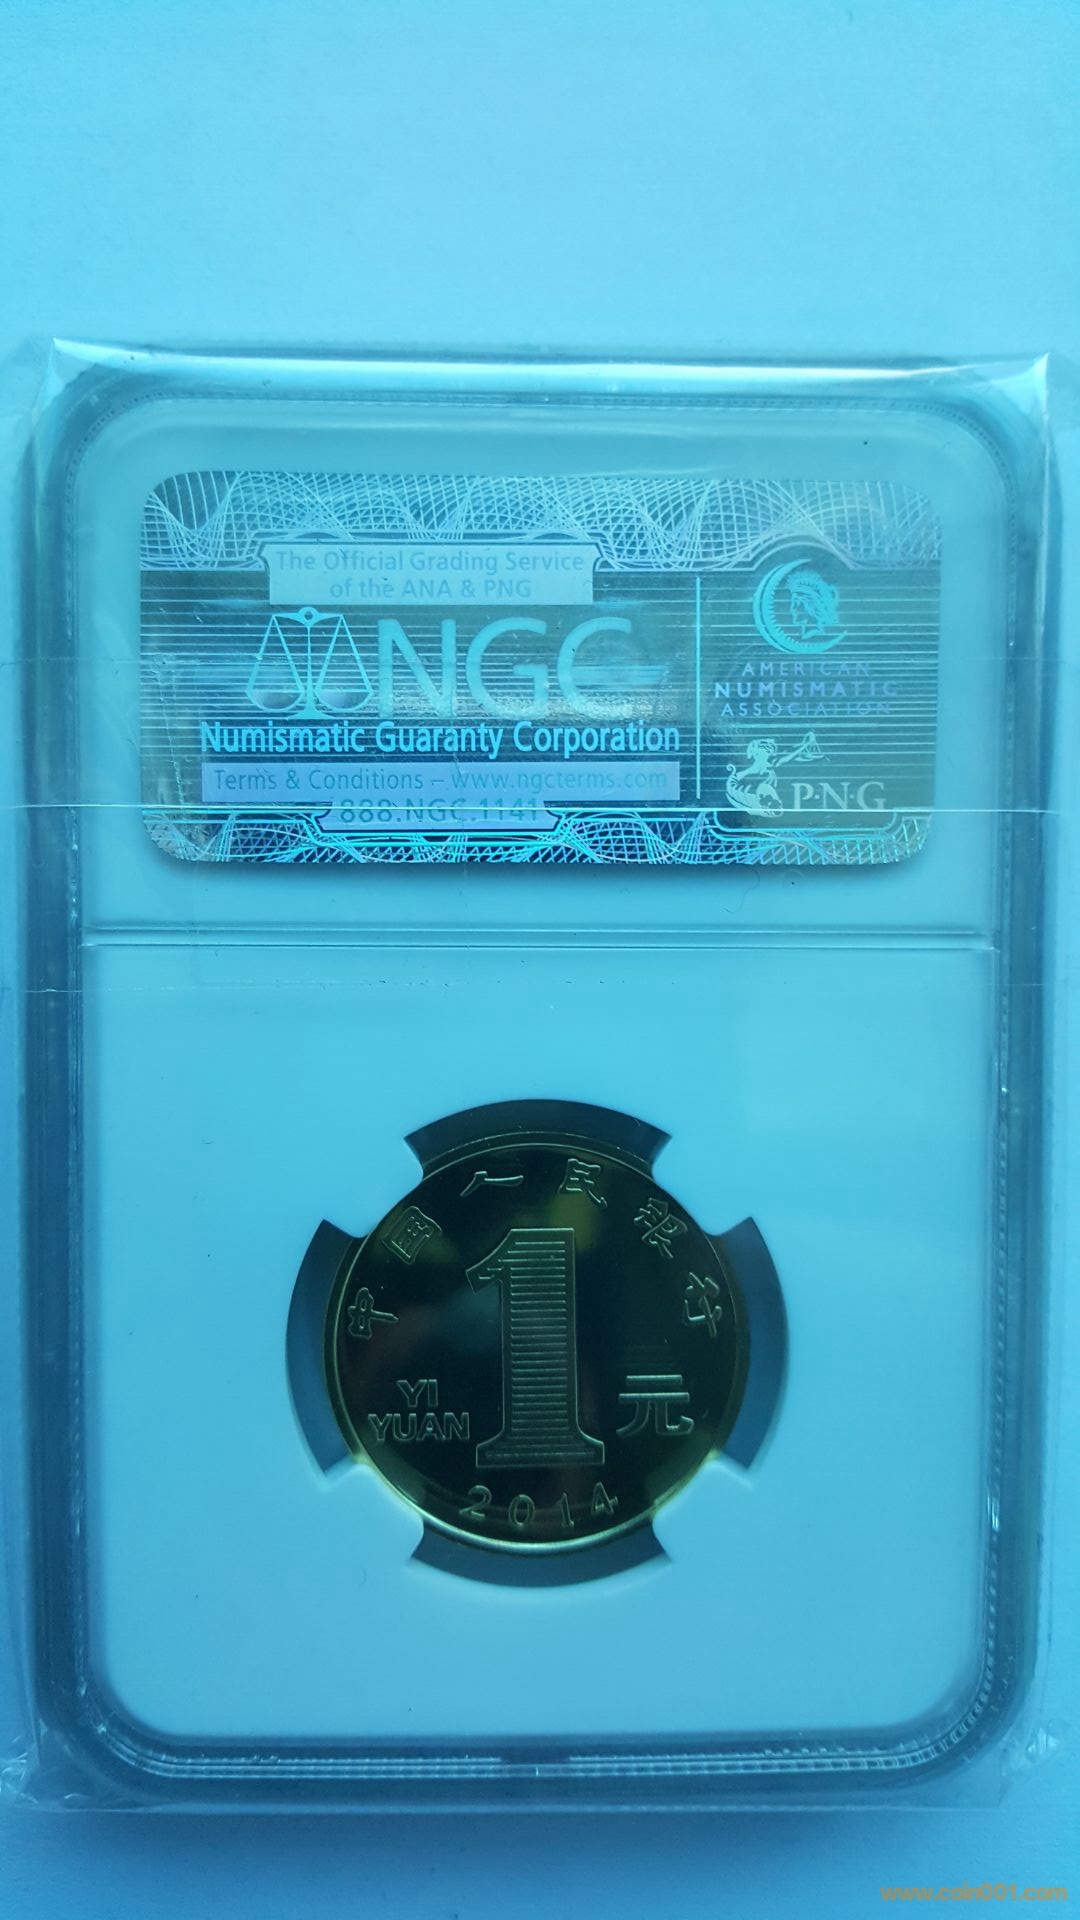 The Official Grading Service
of the ANA & PNG
NGC
Numismatic Guaranty Corporation
Terms & Conditions – www.ngcterms.com
888.NGC.1141
AMERICAN
NUMISMATIC
ASSOCIATION
P·N·G
中国人民银行
1
YI
YUAN
元
2014
www.coin001.com